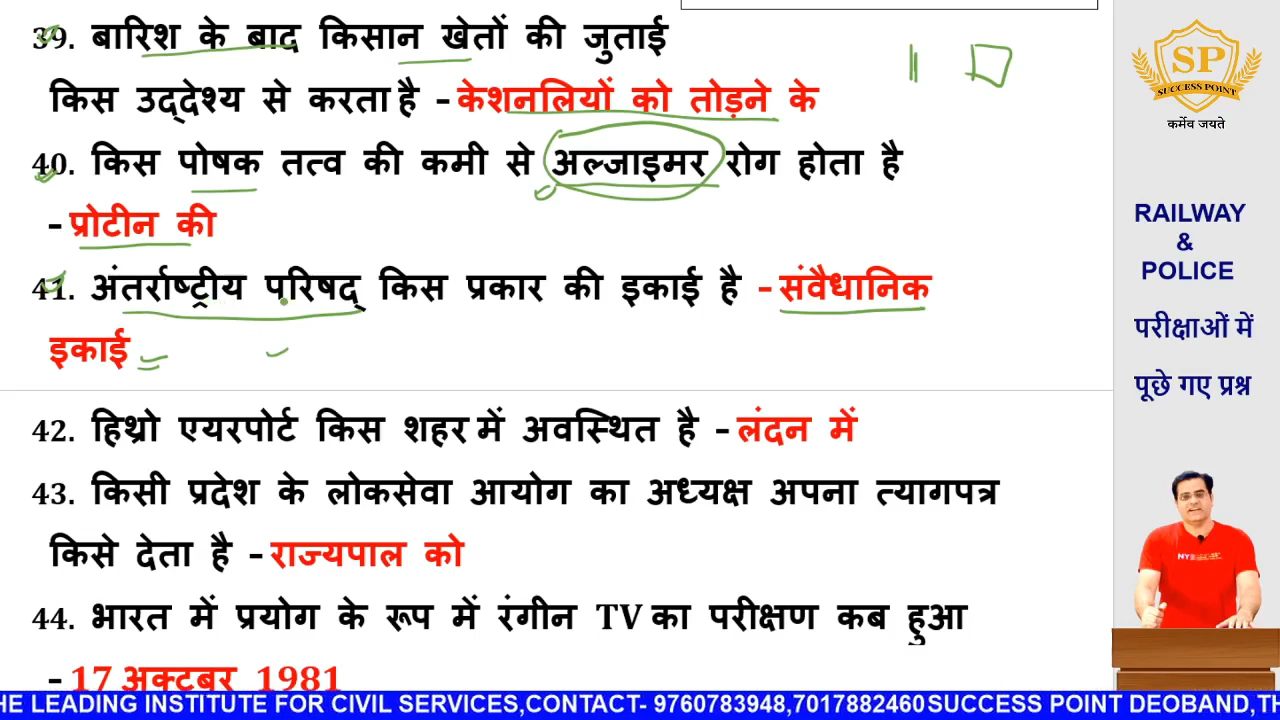 39. बारिश के बाद किसान खेतों की जुताई
किस उद्देश्य से करता है - केशनलियों को तोड़ने के
40. किस पोषक तत्व की कमी से अल्जाइमर रोग होता है
- प्रोटीन की
41. अंतर्राष्ट्रीय परिषद् किस प्रकार की इकाई है - संवैधानिक
इकाई
42. हिथ्रो एयरपोर्ट किस शहर में अवस्थित है - लंदन में
43. किसी प्रदेश के लोकसेवा आयोग का अध्यक्ष अपना त्यागपत्र
किसे देता है - राज्यपाल को
44. भारत में प्रयोग के रूप में रंगीन TV का परीक्षण कब हुआ
- 17 अक्टूबर 1981
SP
SUCCESS POINT
कर्मेव जयते
RAILWAY
&
POLICE
परीक्षाओं में
पूछे गए प्रश्न
THE LEADING INSTITUTE FOR CIVIL SERVICES,CONTACT- 9760783948,7017882460 SUCCESS POINT DEOBAND,TH